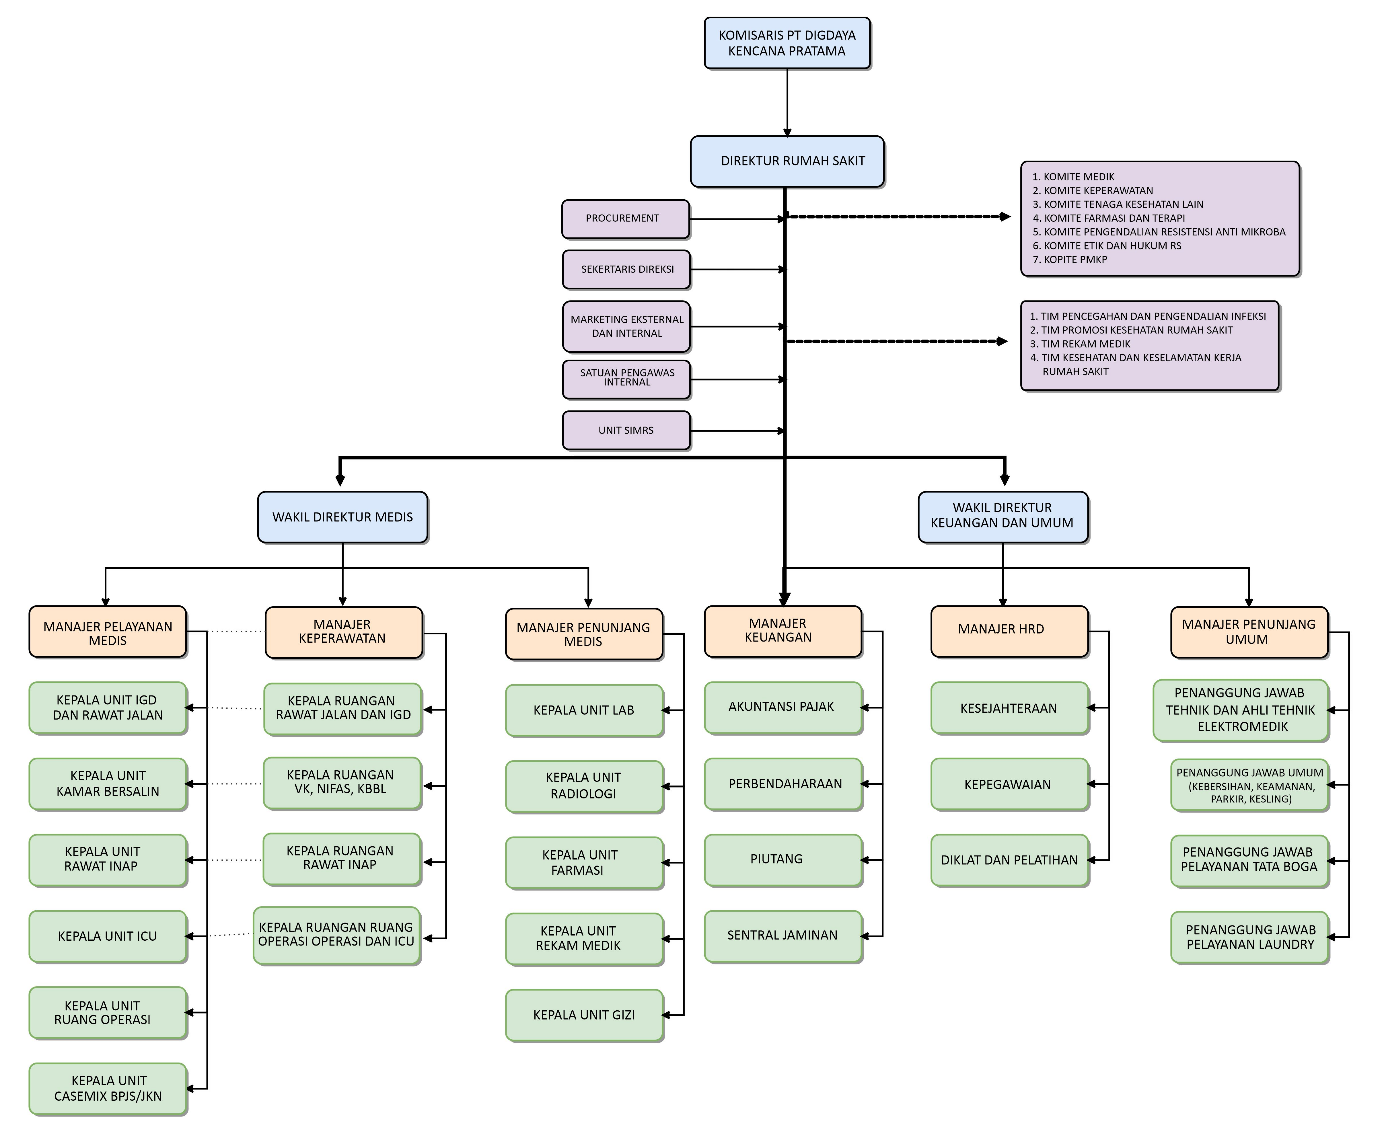 KOMISARIS PT DIGDAYA
KENCANA PRATAMA
DIREKTUR RUMAH SAKIT
1. KOMITE MEDIK
2. KOMITE KEPERAWATAN
3. KOMITE TENAGA KESEHATAN LAIN
4. KOMITE FARMASI DAN TERAPI
5. KOMITE PENGENDALIAN RESISTENSI ANTI MIKROBA
6. KOMITE ETIK DAN HUKUM RS
7. KOPITE PMKP
PROCUREMENT
SEKERTARIS DIREKSI
MARKETING EKSTERNAL
DAN INTERNAL
SATUAN PENGAWAS
INTERNAL
UNIT SIMRS
1. TIM PENCEGAHAN DAN PENGENDALIAN INFEKSI
2. TIM PROMOSI KESEHATAN RUMAH SAKIT
3. TIM REKAM MEDIK
4. TIM KESEHATAN DAN KESELAMATAN KERJA
RUMAH SAKIT
WAKIL DIREKTUR MEDIS
WAKIL DIREKTUR
KEUANGAN DAN UMUM
MANAJER PELAYANAN
MEDIS
KEPALA UNIT IGD
DAN RAWAT JALAN
KEPALA UNIT
KAMAR BERSALIN
KEPALA UNIT
RAWAT INAP
KEPALA UNIT ICU
KEPALA UNIT
RUANG OPERASI
KEPALA UNIT
CASEMIX BPJS/JKN
MANAJER
KEPERAWATAN
KEPALA RUANGAN
RAWAT JALAN DAN IGD
KEPALA RUANGAN
VK, NIFAS, KBBL
KEPALA RUANGAN
RAWAT INAP
KEPALA RUANGAN RUANG
OPERASI OPERASI DAN ICU
MANAJER PENUNJANG
MEDIS
KEPALA UNIT LAB
KEPALA UNIT
RADIOLOGI
KEPALA UNIT
FARMASI
KEPALA UNIT
REKAM MEDIK
KEPALA UNIT GIZI
MANAJER
KEUANGAN
AKUNTANSI PAJAK
PERBENDAHARAAN
PIUTANG
SENTRAL JAMINAN
MANAJER HRD
KESEJAHTERAAN
KEPEGAWAIAN
DIKLAT DAN PELATIHAN
MANAJER PENUNJANG
UMUM
PENANGGUNG JAWAB
TEHNIK DAN AHLI TEHNIK
ELEKTROMEDIK
PENANGGUNG JAWAB UMUM
(KEBERSIHAN, KEAMANAN,
PARKIR, KESLING)
PENANGGUNG JAWAB
PELAYANAN TATA BOGA
PENANGGUNG JAWAB
PELAYANAN LAUNDRY